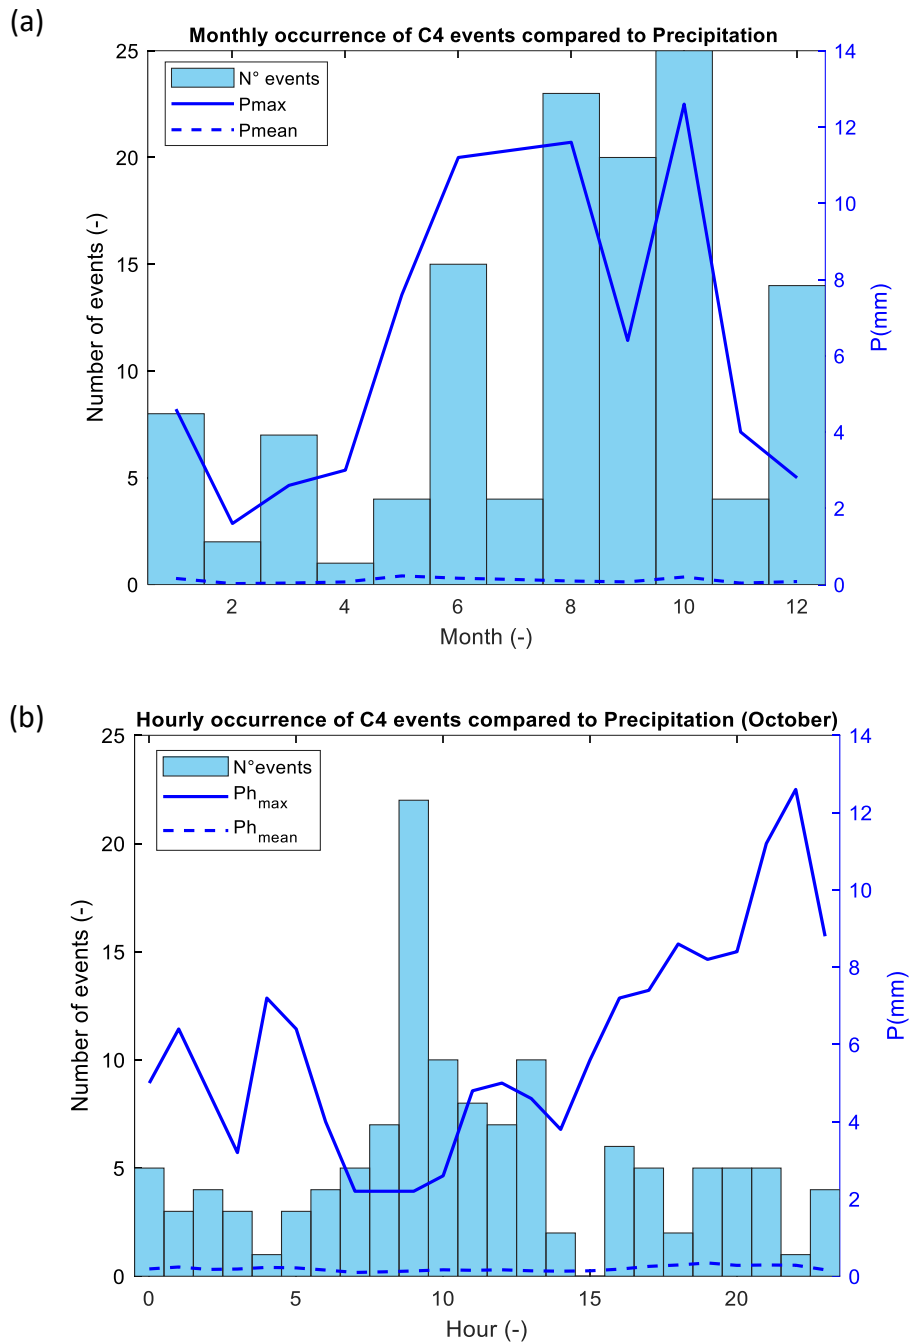 (a)
Monthly occurrence of C4 events compared to Precipitation
N° events
Pmax
Pmean
25
20
15
10
5
0
Number of events (-)
14
12
10
8
6
4
2
0
P(mm)
2 4 6 8 10 12
Month (-)
(b)
Hourly occurrence of C4 events compared to Precipitation (October)
N°events
Ph_max
Ph_mean
25
20
15
10
5
0
Number of events (-)
14
12
10
8
6
4
2
0
P(mm)
0 5 10 15 20
Hour (-)